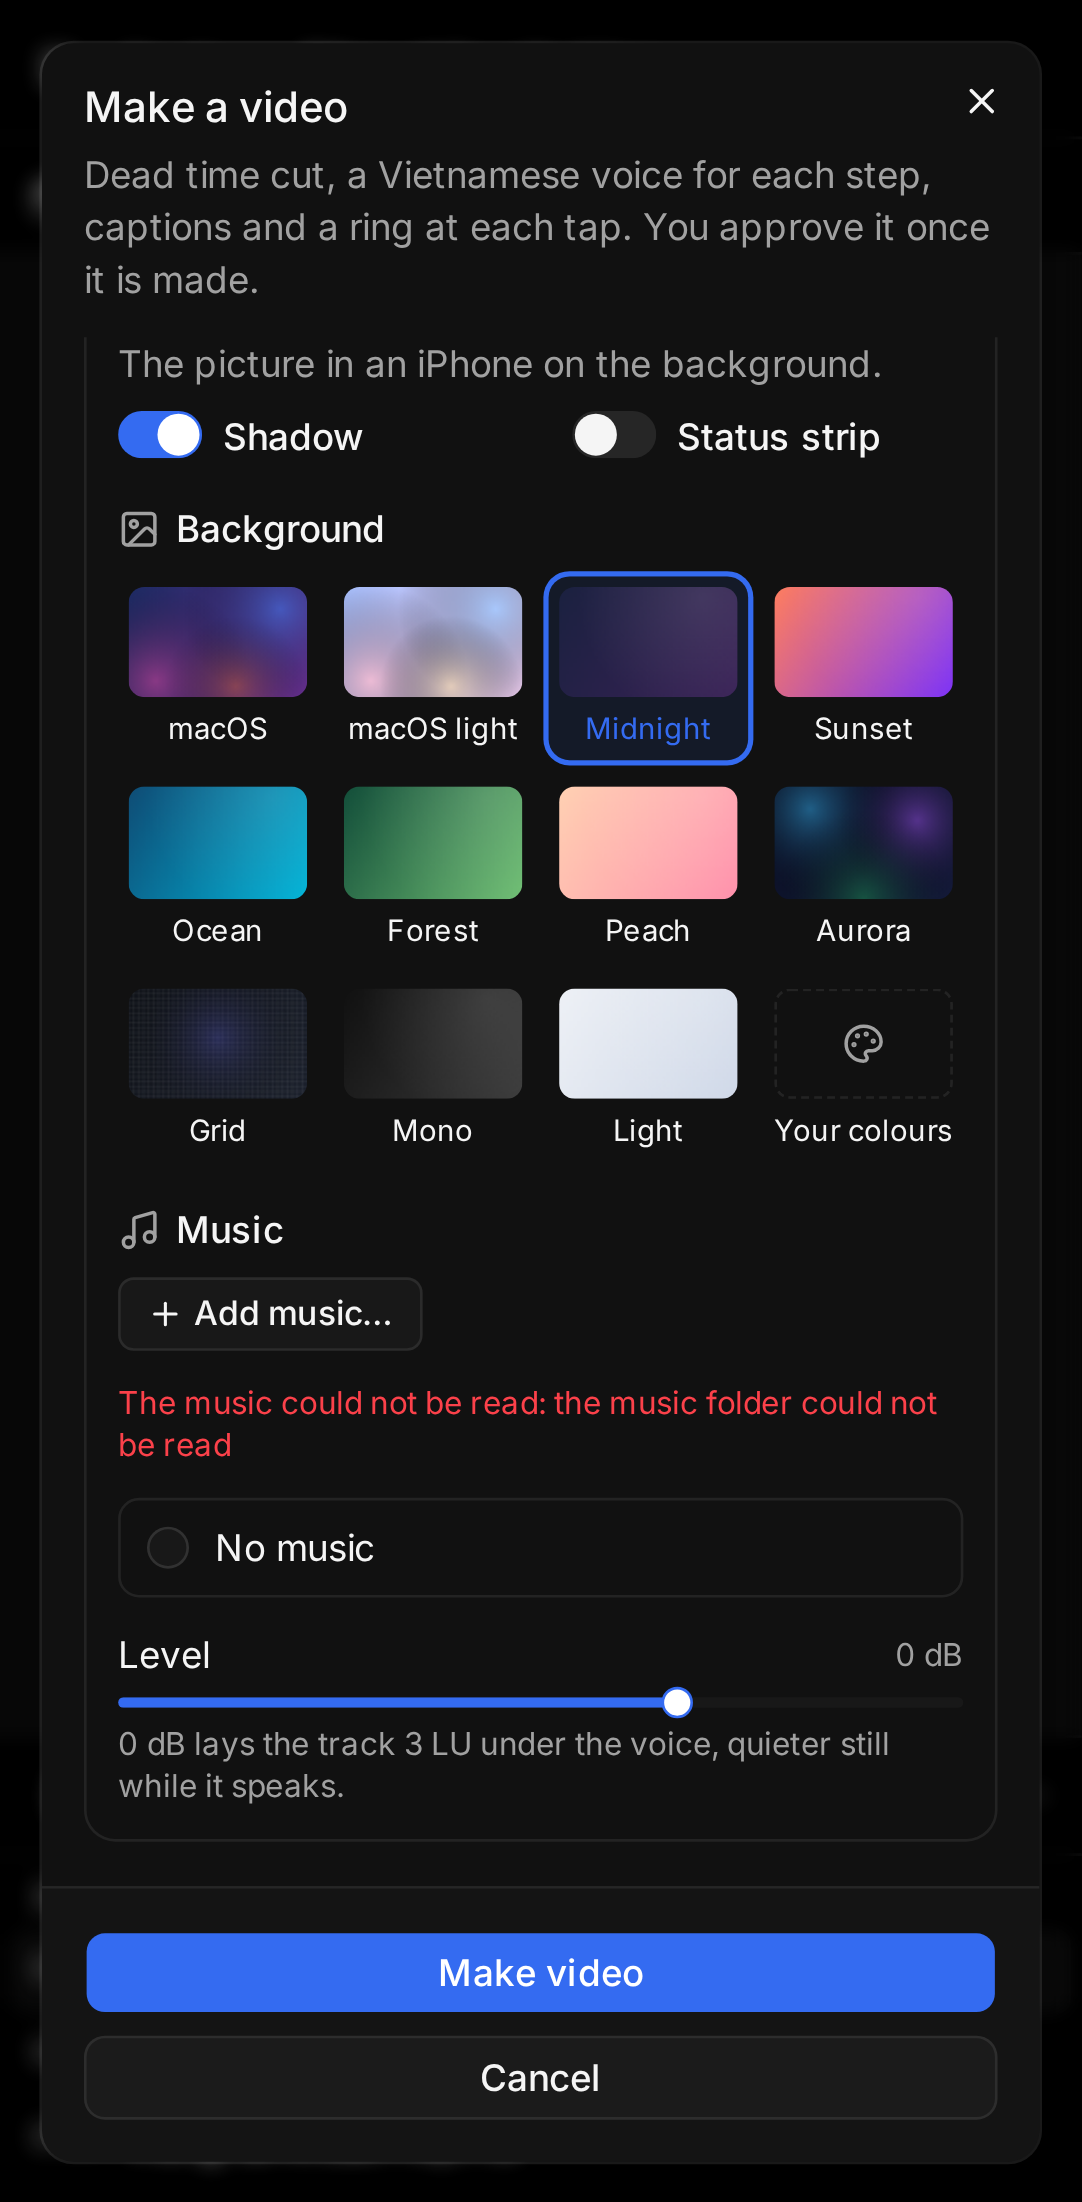 Make a video
Dead time cut, a Vietnamese voice for each step,
captions and a ring at each tap. You approve it once
it is made.
The picture in an iPhone on the background.
Shadow
Status strip
Background
macOS
macOS light
Midnight
Sunset
Ocean
Forest
Peach
Aurora
Grid
Mono
Light
Your colours
Music
+ Add music...
The music could not be read: the music folder could not
be read
No music
Level
0 dB
0 dB lays the track 3 LU under the voice, quieter still
while it speaks.
Make video
Cancel